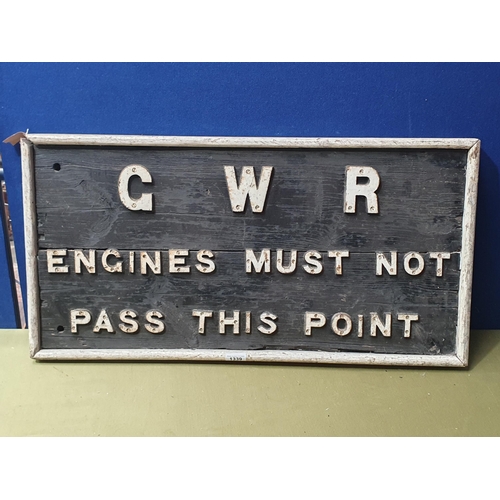 G W R
ENGINES MUST NOT
PASS THIS POINT